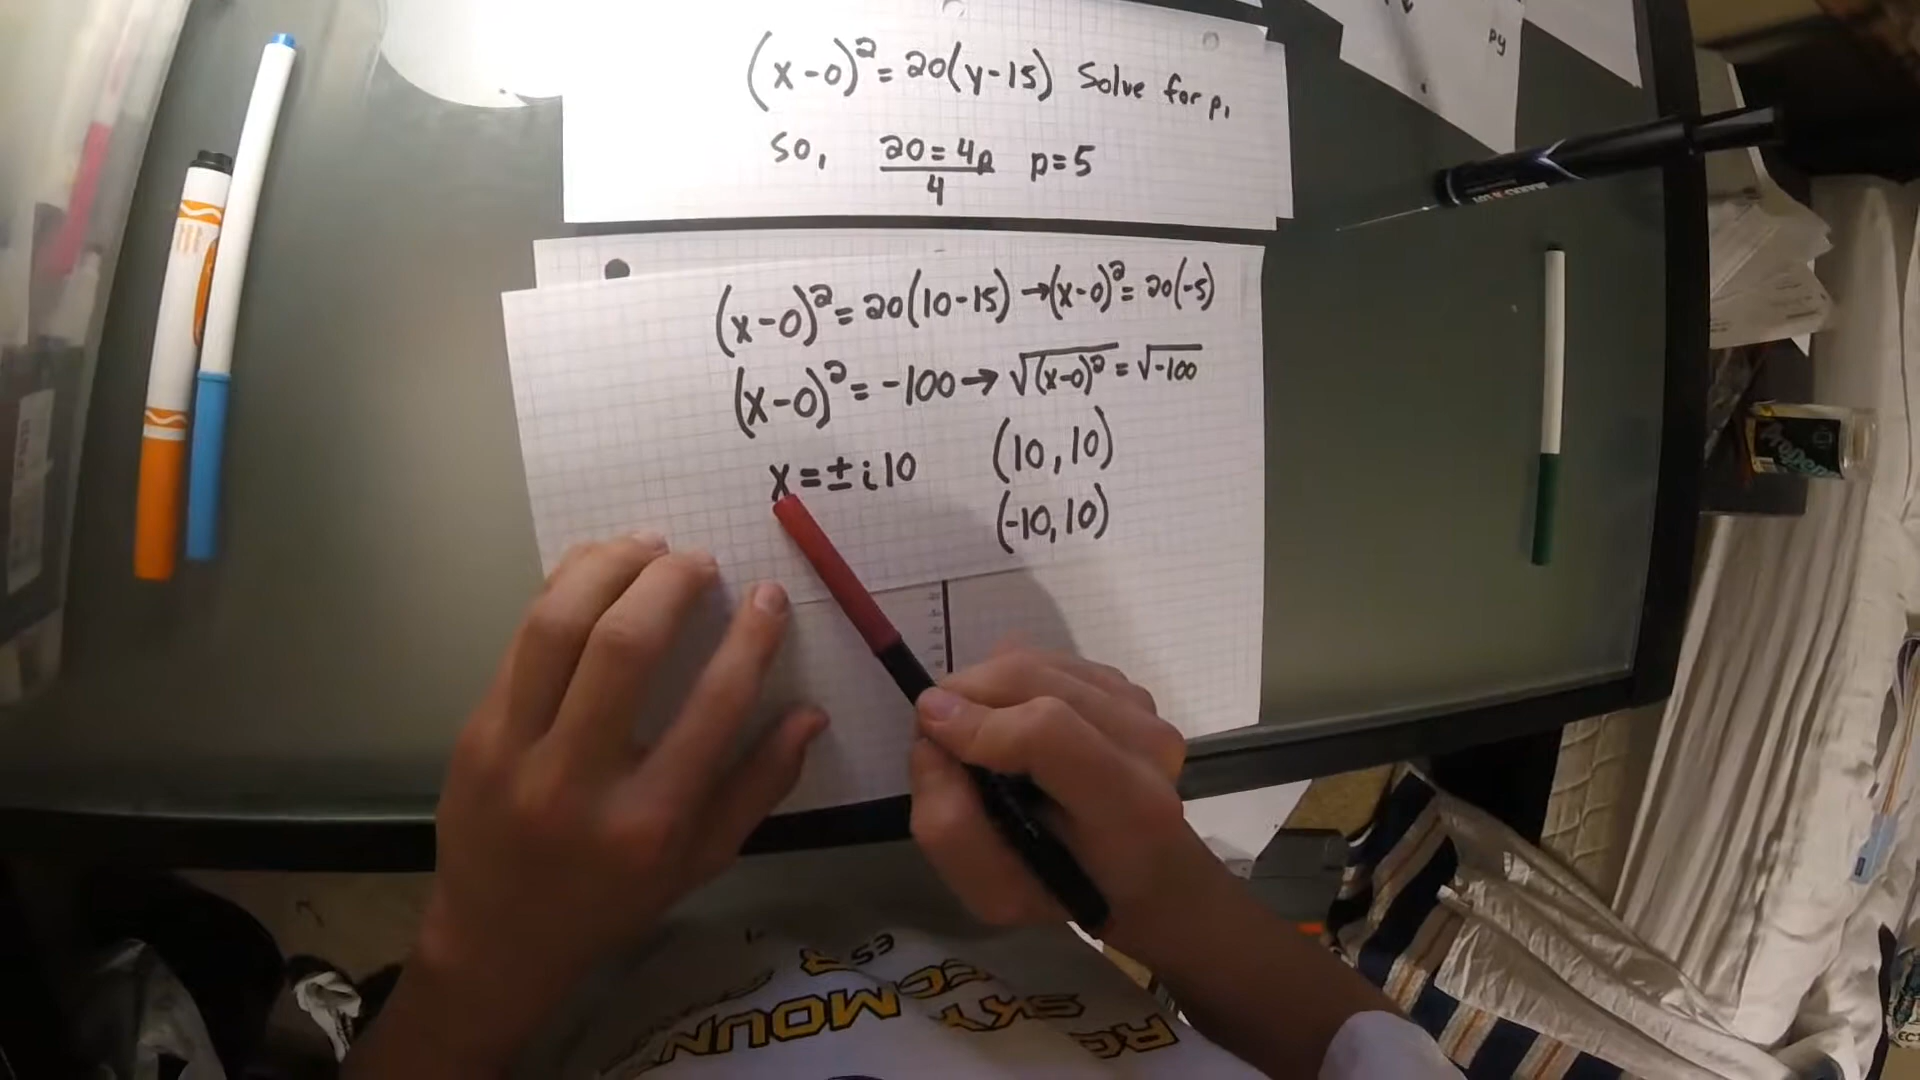 py
(x-0)²=20(y-15) Solve for p,
so, 20=4p/4 p=5
(x-0)²=20(10-15)→(x-0)²=20(-5)
(x-0)²=-100→√(x-0)²=√-100
x=±i10 (10,10)
(-10,10)